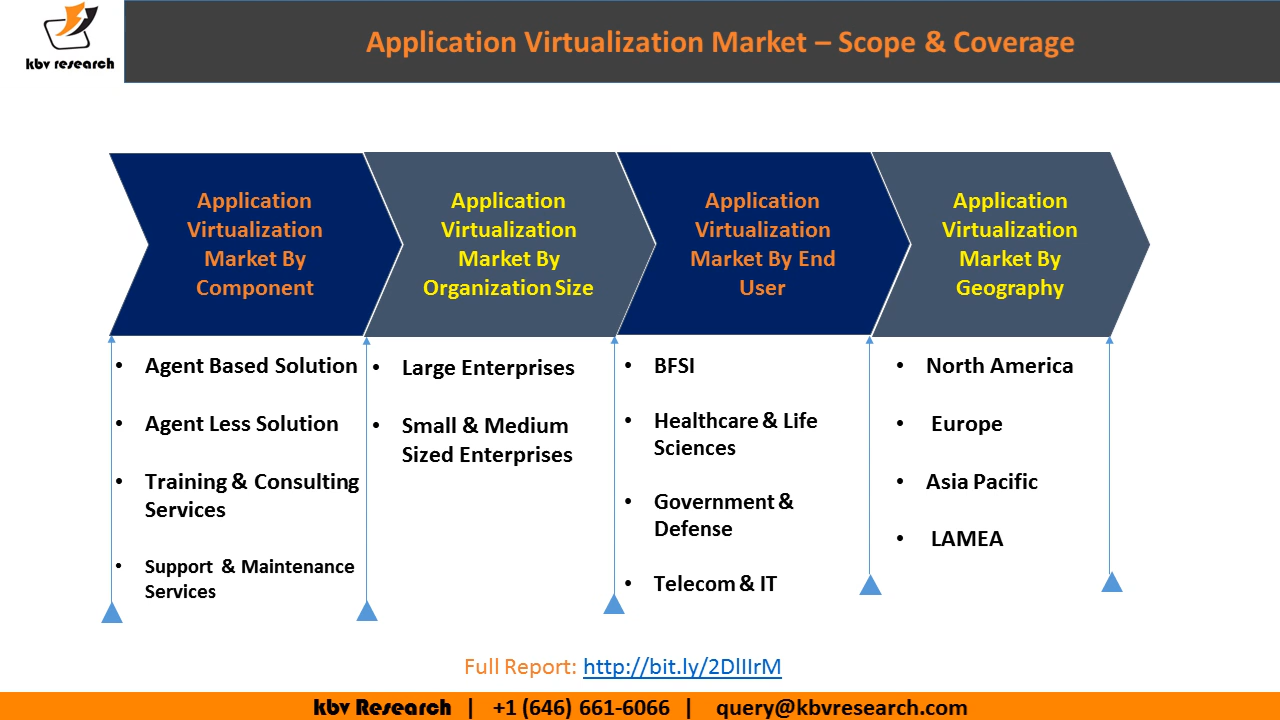 kbv research
Application Virtualization Market – Scope & Coverage
Application
Virtualization
Market By
Component
Application
Virtualization
Market By
Organization Size
Application
Virtualization
Market By End
User
Application
Virtualization
Market By
Geography
• Agent Based Solution
• Agent Less Solution
• Training & Consulting
Services
• Support & Maintenance
Services
• Large Enterprises
• Small & Medium
Sized Enterprises
• BFSI
• Healthcare & Life
Sciences
• Government &
Defense
• Telecom & IT
• North America
• Europe
• Asia Pacific
• LAMEA
Full Report: http://bit.ly/2DlIIrM
kbv Research | +1 (646) 661-6066 | query@kbvresearch.com